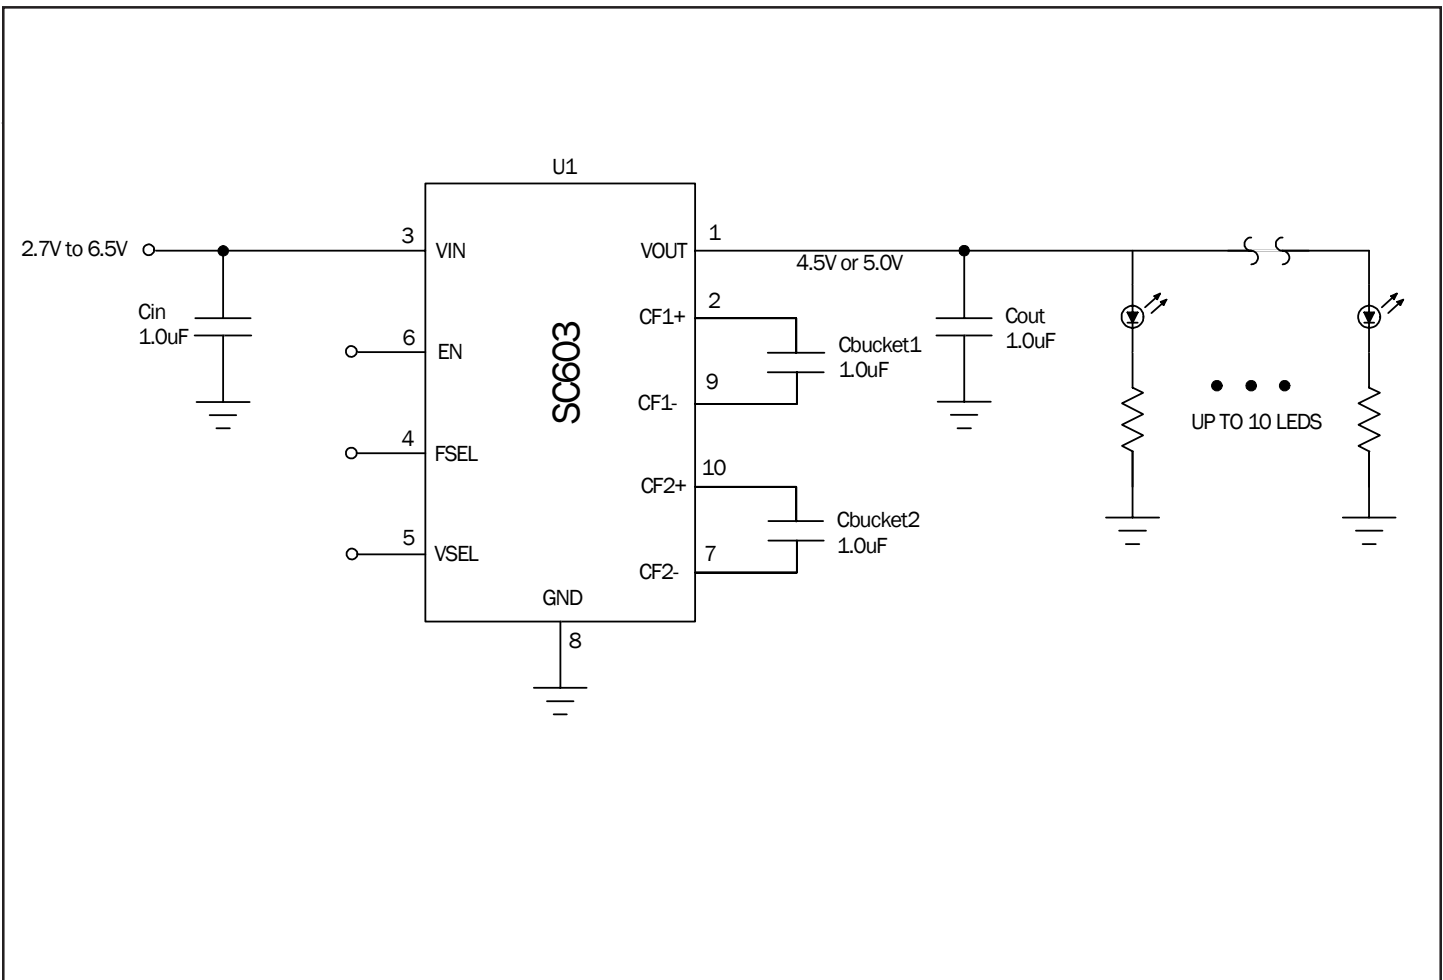 U1
2.7V to 6.5V
3
VIN
VOUT
1
4.5V or 5.0V
Cin
1.0uF
CF1+
2
Cbucket1
1.0uF
Cout
1.0uF
6
EN
SC603
CF1-
9
UP TO 10 LEDS
4
FSEL
CF2+
10
Cbucket2
1.0uF
5
VSEL
CF2-
7
GND
8